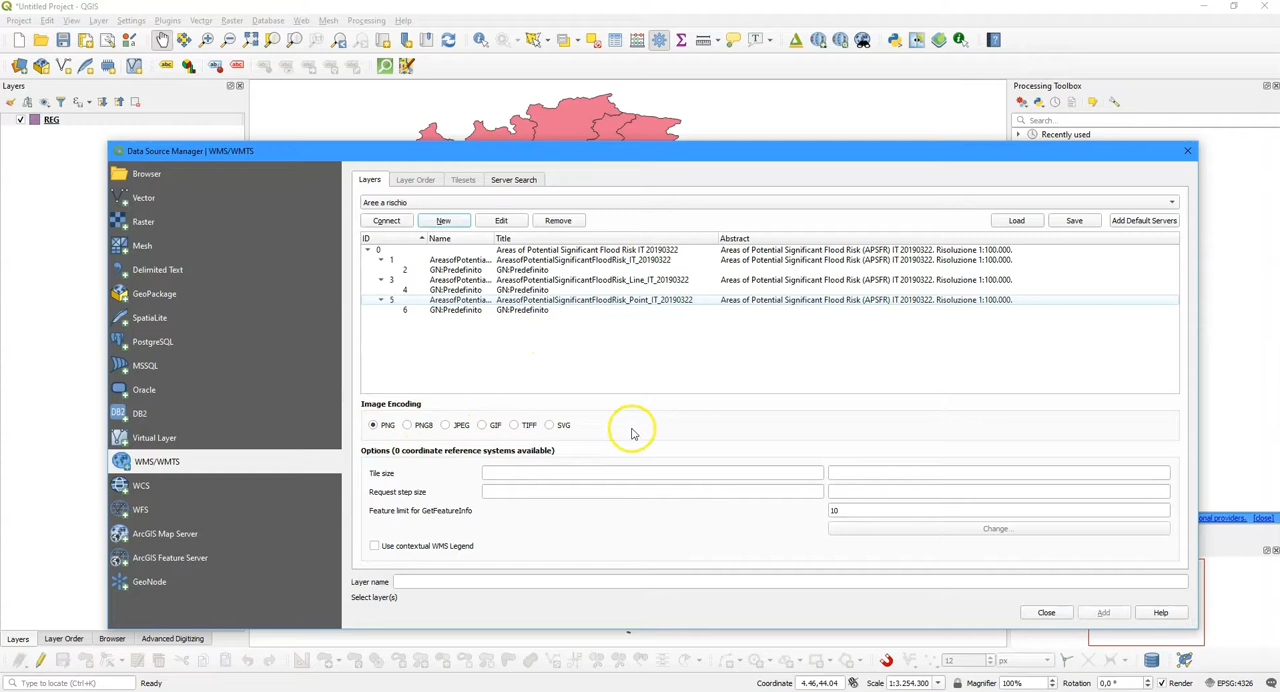 *Untitled Project — QGIS
Project Edit View Layer Settings Plugins Vector Raster Database Web Mesh Processing Help
Layers
REG
Processing Toolbox
Search...
Recently used
Data Source Manager | WMS/WMTS
Browser
Vector
Raster
Mesh
Delimited Text
GeoPackage
SpatiaLite
PostgreSQL
MSSQL
Oracle
DB2
Virtual Layer
WMS/WMTS
WCS
WFS
ArcGIS Map Server
ArcGIS Feature Server
GeoNode
Layers Layer Order Tilesets Server Search
Aree a rischio
Connect New Edit Remove Load Save Add Default Servers
ID Name Title Abstract
0 Areas of Potential Significant Flood Risk IT 20190322 Areas of Potential Significant Flood Risk (APSFR) IT 20190322. Risoluzione 1:100.000.
1 AreasofPotentia... AreasofPotentialSignificantFloodRisk_IT_20190322 Areas of Potential Significant Flood Risk (APSFR) IT 20190322. Risoluzione 1:100.000.
2 GN:Predefinito GN:Predefinito
3 AreasofPotentia... AreasofPotentialSignificantFloodRisk_Line_IT_20190322 Areas of Potential Significant Flood Risk (APSFR) IT 20190322. Risoluzione 1:100.000.
4 GN:Predefinito GN:Predefinito
5 AreasofPotentia... AreasofPotentialSignificantFloodRisk_Point_IT_20190322 Areas of Potential Significant Flood Risk (APSFR) IT 20190322. Risoluzione 1:100.000.
6 GN:Predefinito GN:Predefinito
Image Encoding
PNG PNG8 JPEG GIF TIFF SVG
Options (0 coordinate reference systems available)
Tile size
Request step size
Feature limit for GetFeatureInfo 10
Change...
Use contextual WMS Legend
Layer name
Select layer(s)
Close Add Help
onal providers. [close]
Layers Layer Order Browser Advanced Digitizing
12 px
Type to locate (Ctrl+K) Ready Coordinate 4.46,44.04 Scale 1:3.254.300 Magnifier 100% Rotation 0,0 ° Render EPSG:4326